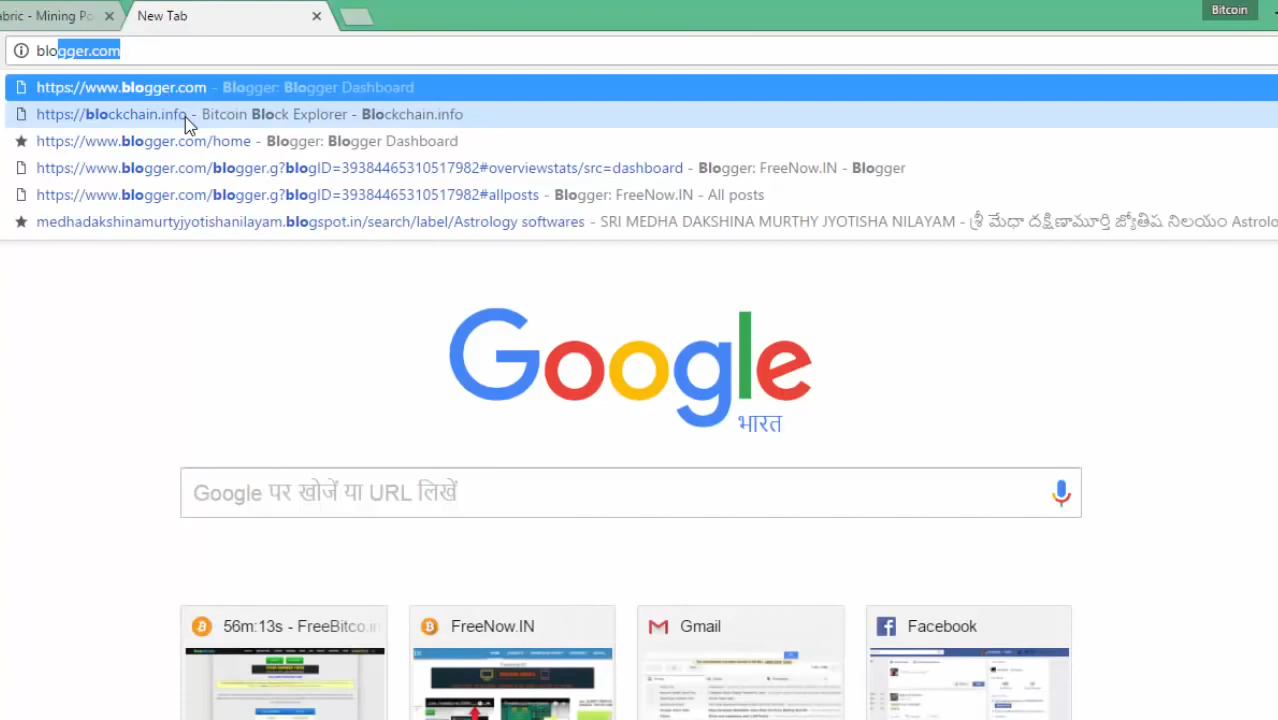 abric - Mining Po
New Tab
Bitcoin
blogger.com
https://www.blogger.com - Blogger: Blogger Dashboard
https://blockchain.info - Bitcoin Block Explorer - Blockchain.info
https://www.blogger.com/home - Blogger: Blogger Dashboard
https://www.blogger.com/blogger.g?blogID=39384465310517982#overviewstats/src=dashboard - Blogger: FreeNow.IN - Blogger
https://www.blogger.com/blogger.g?blogID=39384465310517982#allposts - Blogger: FreeNow.IN - All posts
medhadakshinamurtyjyotishanilayam.blogspot.in/search/label/Astrology softwares - SRI MEDHA DAKSHINA MURTHY JYOTISHA NILAYAM - శ్రీ మేధా దక్షిణామూర్తి జ్యోతిష నిలయం Astrolo
Google
भारत
Google पर खोजें या URL लिखें
56m:13s - FreeBitco.in
FreeNow.IN
Gmail
Facebook